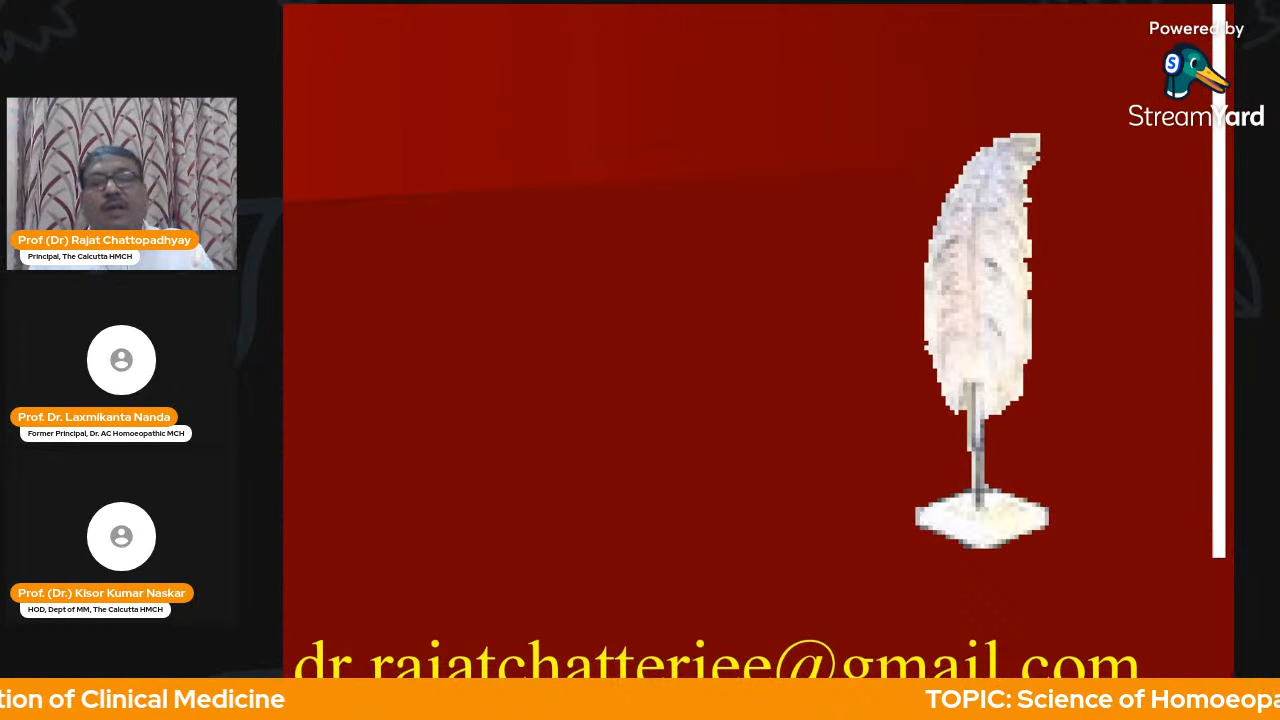 Powered by
StreamYard
Prof (Dr) Rajat Chattopadhyay
Principal, The Calcutta HMCH
Prof. Dr. Laxmikanta Nanda
Former Principal, Dr. AC Homoeopathic MCH
Prof. (Dr.) Kisor Kumar Naskar
HOD, Dept of MM, The Calcutta HMCH
dr.rajatchatterjee@gmail.com
tion of Clinical Medicine TOPIC: Science of Homoeopa